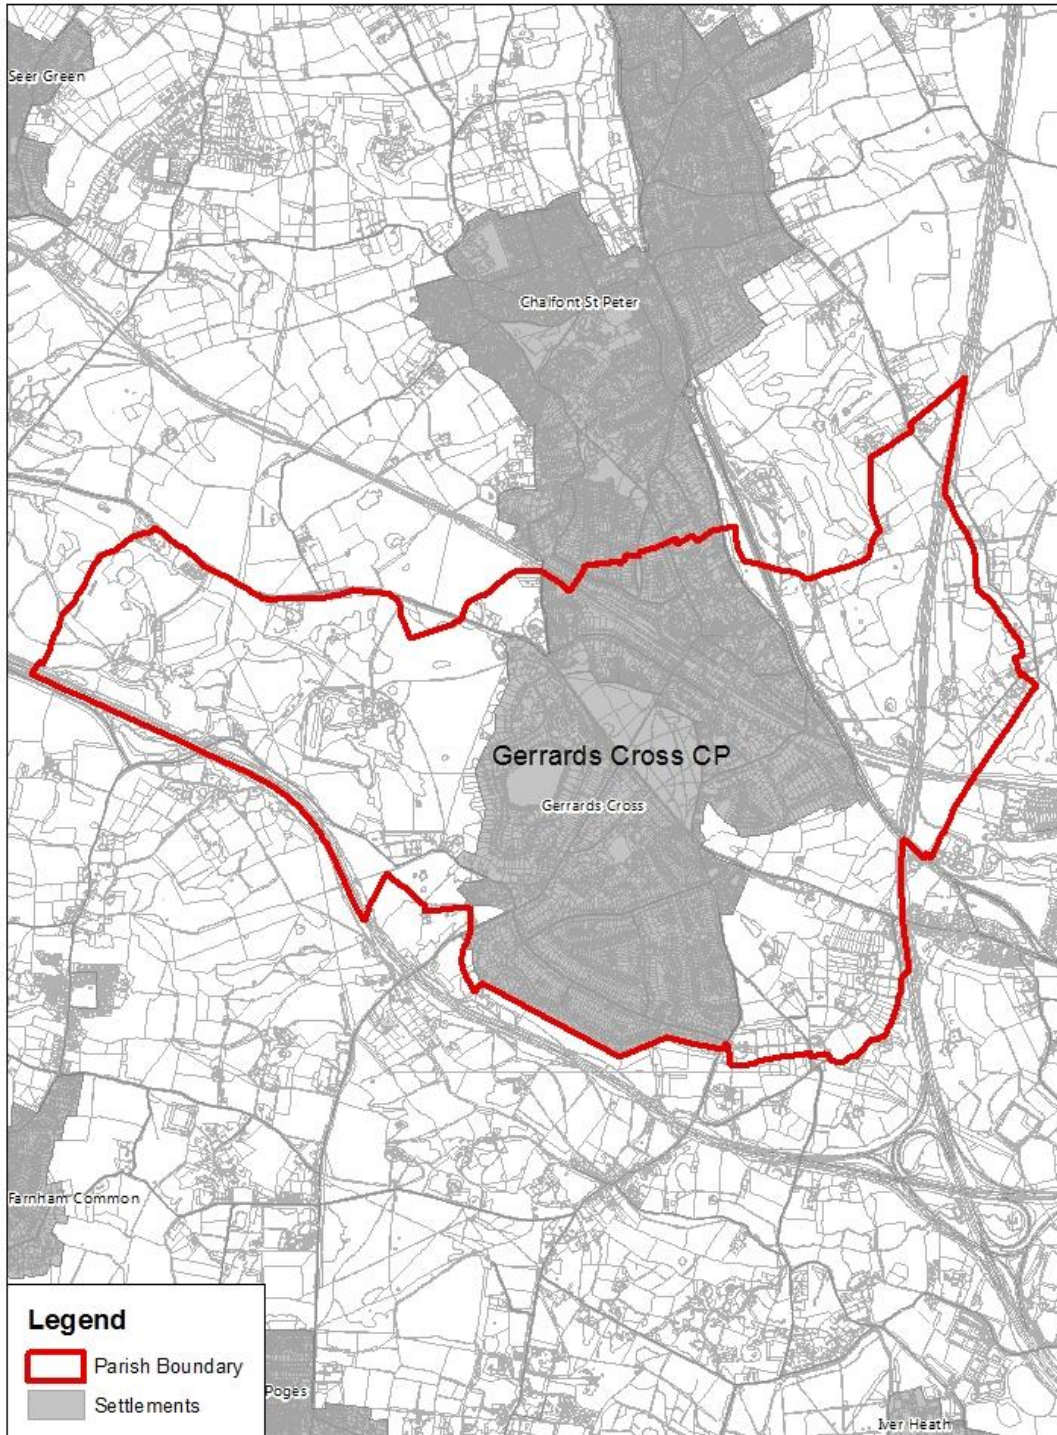 Seer Green
Chalfont St Peter
Gerrards Cross CP
Gerrards Cross
Farnham Common
Legend
Parish Boundary
Settlements
Poges
Iver Heath